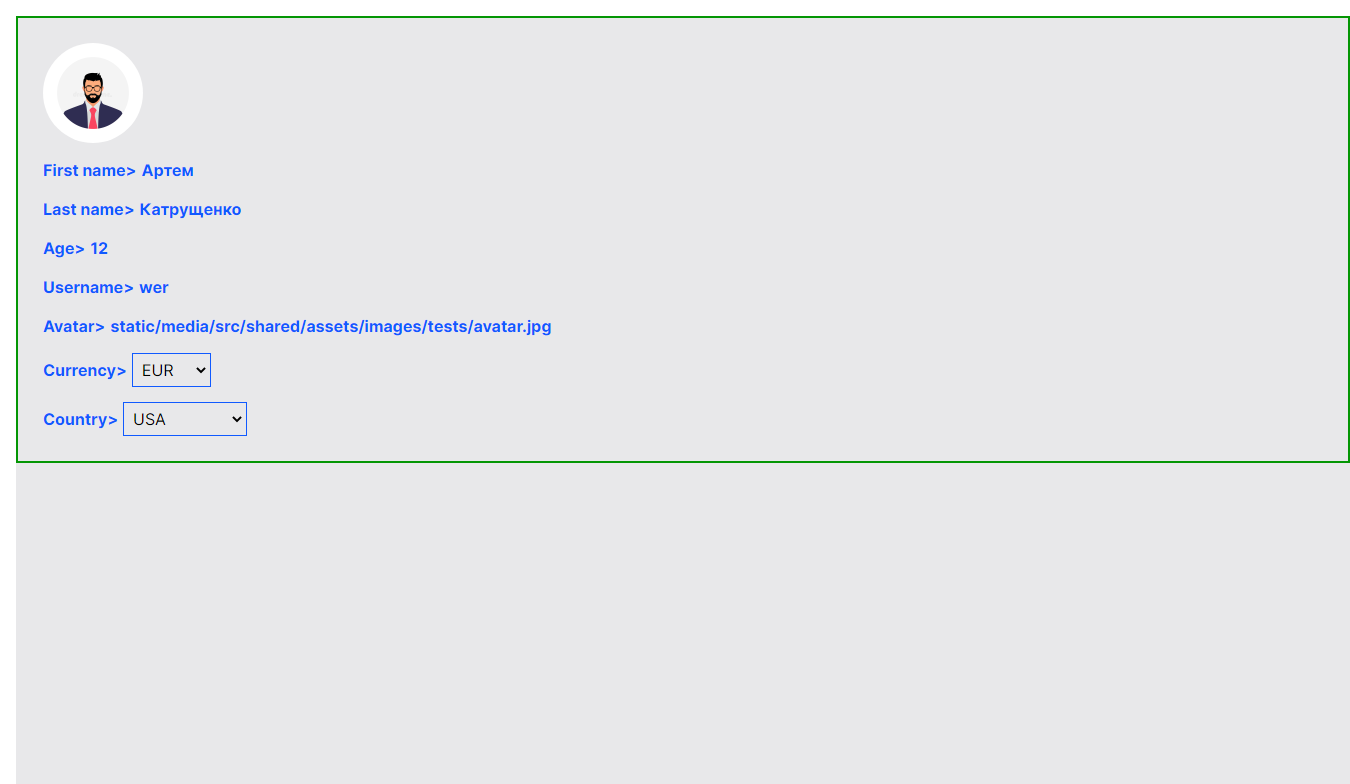 First name> Артем
Last name> Катрущенко
Age> 12
Username> wer
Avatar> static/media/src/shared/assets/images/tests/avatar.jpg
Currency> EUR
Country> USA